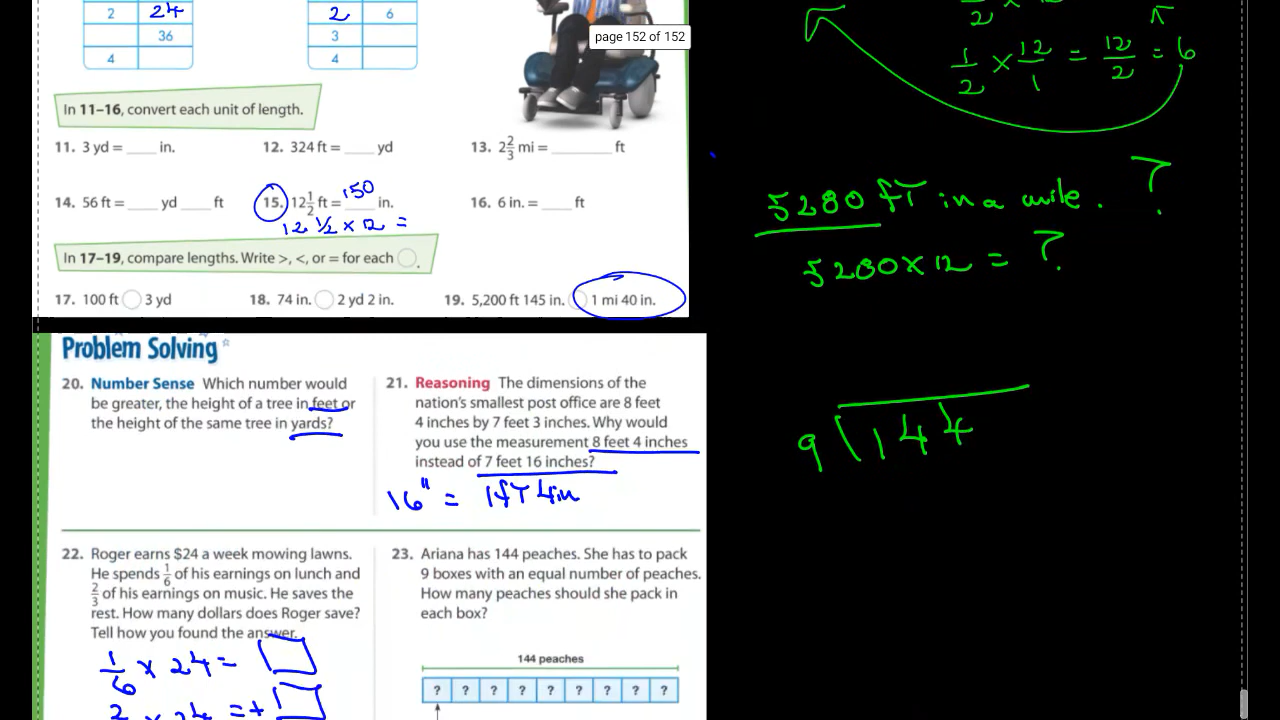 2 24
36
4
2 6
3
4
page 152 of 152
In 11–16, convert each unit of length.
11. 3 yd = ____ in.
12. 324 ft = ____ yd
13. 2 2/3 mi = ________ ft
14. 56 ft = ____ yd ____ ft
15. 12 1/2 ft = 150 in.
12 1/2 × 12 =
16. 6 in. = ____ ft
In 17–19, compare lengths. Write >, <, or = for each ○.
17. 100 ft ○ 3 yd
18. 74 in. ○ 2 yd 2 in.
19. 5,200 ft 145 in. ○ 1 mi 40 in.
Problem Solving
20. Number Sense Which number would
be greater, the height of a tree in feet or
the height of the same tree in yards?
21. Reasoning The dimensions of the
nation's smallest post office are 8 feet
4 inches by 7 feet 3 inches. Why would
you use the measurement 8 feet 4 inches
instead of 7 feet 16 inches?
16" = 1 ft 4in
22. Roger earns $24 a week mowing lawns.
He spends 1/6 of his earnings on lunch and
2/3 of his earnings on music. He saves the
rest. How many dollars does Roger save?
Tell how you found the answer.
1/6 × 24 =
23. Ariana has 144 peaches. She has to pack
9 boxes with an equal number of peaches.
How many peaches should she pack in
each box?
144 peaches
? ? ? ? ? ? ? ? ?
1/2 × 12/1 = 12/2 = 6
5280 ft in a mile. ?
5280 × 12 = ?
9 144